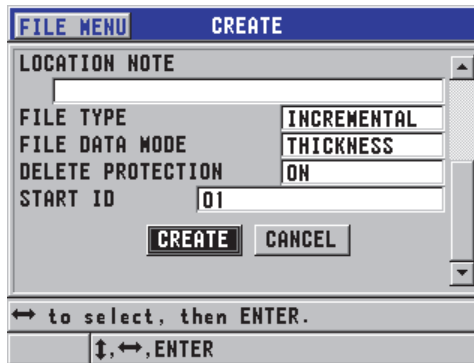 FILE MENU CREATE
LOCATION NOTE
FILE TYPE INCREMENTAL
FILE DATA MODE THICKNESS
DELETE PROTECTION ON
START ID 01
CREATE CANCEL
↔ to select, then ENTER.
↕,↔,ENTER